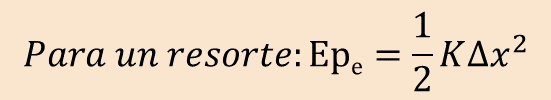 Para un resorte: Epₑ = 1/2 KΔx²